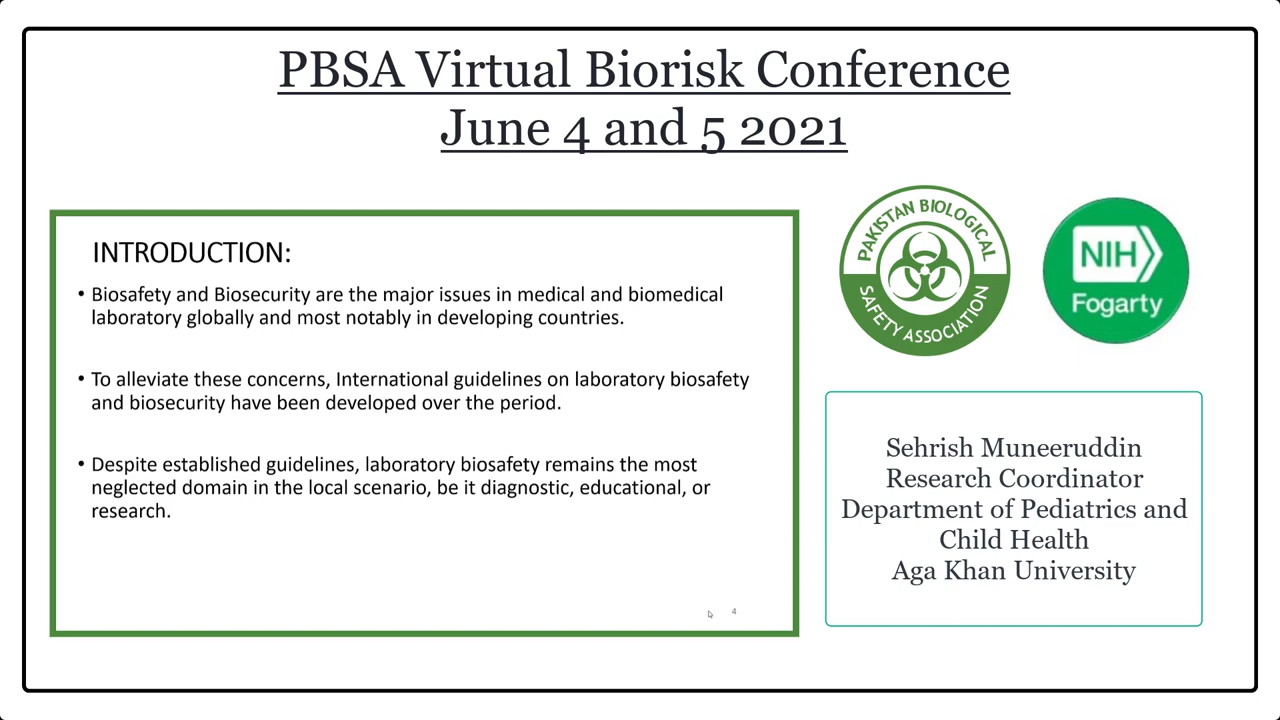 PBSA Virtual Biorisk Conference
June 4 and 5 2021
INTRODUCTION:
• Biosafety and Biosecurity are the major issues in medical and biomedical
laboratory globally and most notably in developing countries.
• To alleviate these concerns, International guidelines on laboratory biosafety
and biosecurity have been developed over the period.
• Despite established guidelines, laboratory biosafety remains the most
neglected domain in the local scenario, be it diagnostic, educational, or
research.
4
PAKISTAN BIOLOGICAL
SAFETY ASSOCIATION
NIH
Fogarty
Sehrish Muneeruddin
Research Coordinator
Department of Pediatrics and
Child Health
Aga Khan University